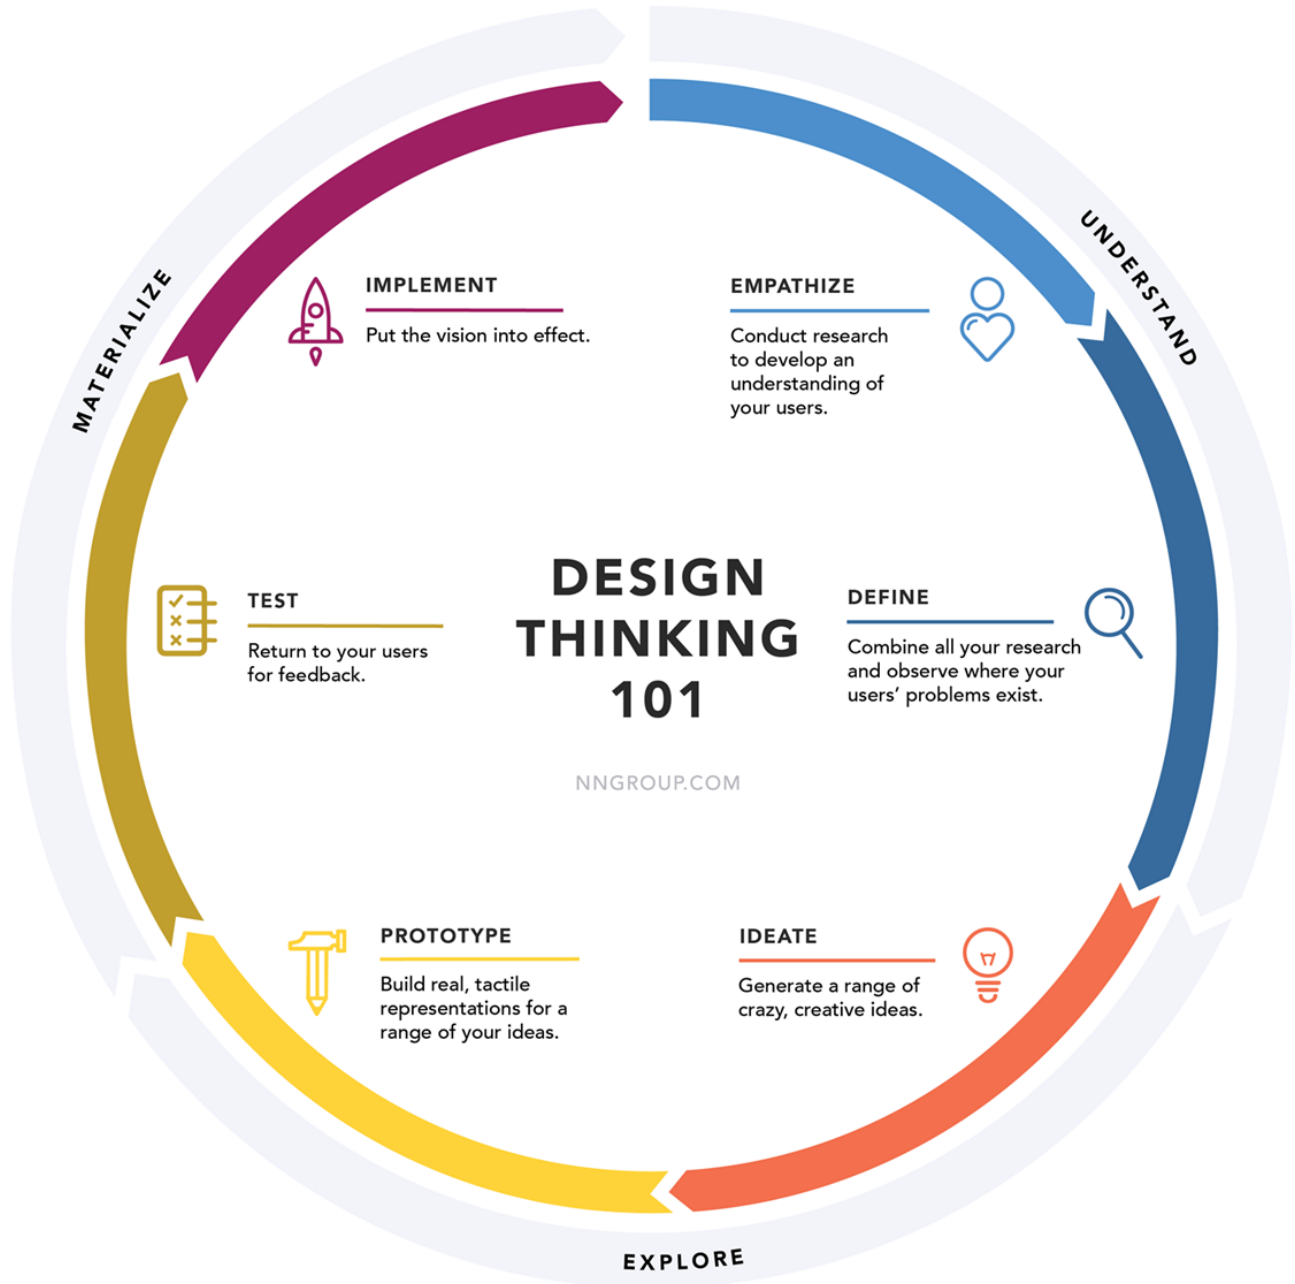 DESIGN
THINKING
101
NNGROUP.COM
UNDERSTAND
EMPATHIZE
Conduct research
to develop an
understanding of
your users.
DEFINE
Combine all your research
and observe where your
users’ problems exist.
EXPLORE
IDEATE
Generate a range of
crazy, creative ideas.
PROTOTYPE
Build real, tactile
representations for a
range of your ideas.
MATERIALIZE
TEST
Return to your users
for feedback.
IMPLEMENT
Put the vision into effect.